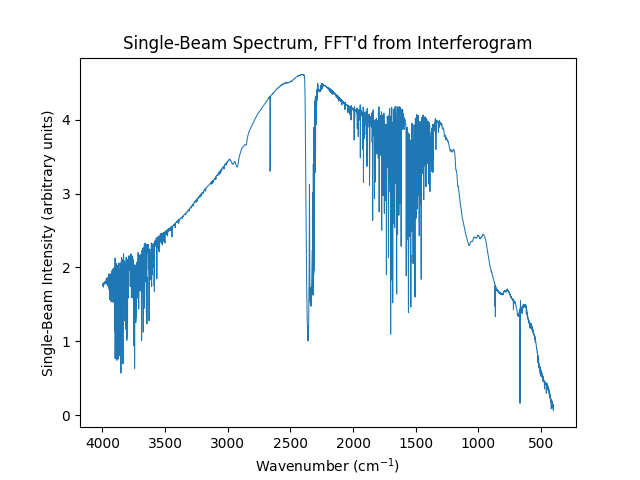 Single-Beam Spectrum, FFT'd from Interferogram
Single-Beam Intensity (arbitrary units)
4
3
2
1
0
4000 3500 3000 2500 2000 1500 1000 500
Wavenumber (cm⁻¹)